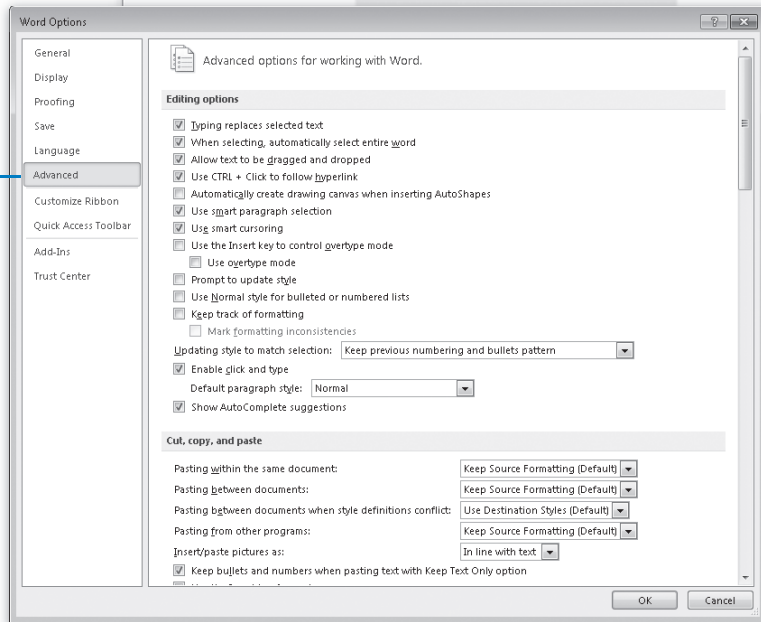 Word Options
General
Display
Proofing
Save
Language
Advanced
Customize Ribbon
Quick Access Toolbar
Add-Ins
Trust Center
Advanced options for working with Word.
Editing options
Typing replaces selected text
When selecting, automatically select entire word
Allow text to be dragged and dropped
Use CTRL + Click to follow hyperlink
Automatically create drawing canvas when inserting AutoShapes
Use smart paragraph selection
Use smart cursoring
Use the Insert key to control overtype mode
Use overtype mode
Prompt to update style
Use Normal style for bulleted or numbered lists
Keep track of formatting
Mark formatting inconsistencies
Updating style to match selection: Keep previous numbering and bullets pattern
Enable click and type
Default paragraph style: Normal
Show AutoComplete suggestions
Cut, copy, and paste
Pasting within the same document: Keep Source Formatting (Default)
Pasting between documents: Keep Source Formatting (Default)
Pasting between documents when style definitions conflict: Use Destination Styles (Default)
Pasting from other programs: Keep Source Formatting (Default)
Insert/paste pictures as: In line with text
Keep bullets and numbers when pasting text with Keep Text Only option
OK Cancel